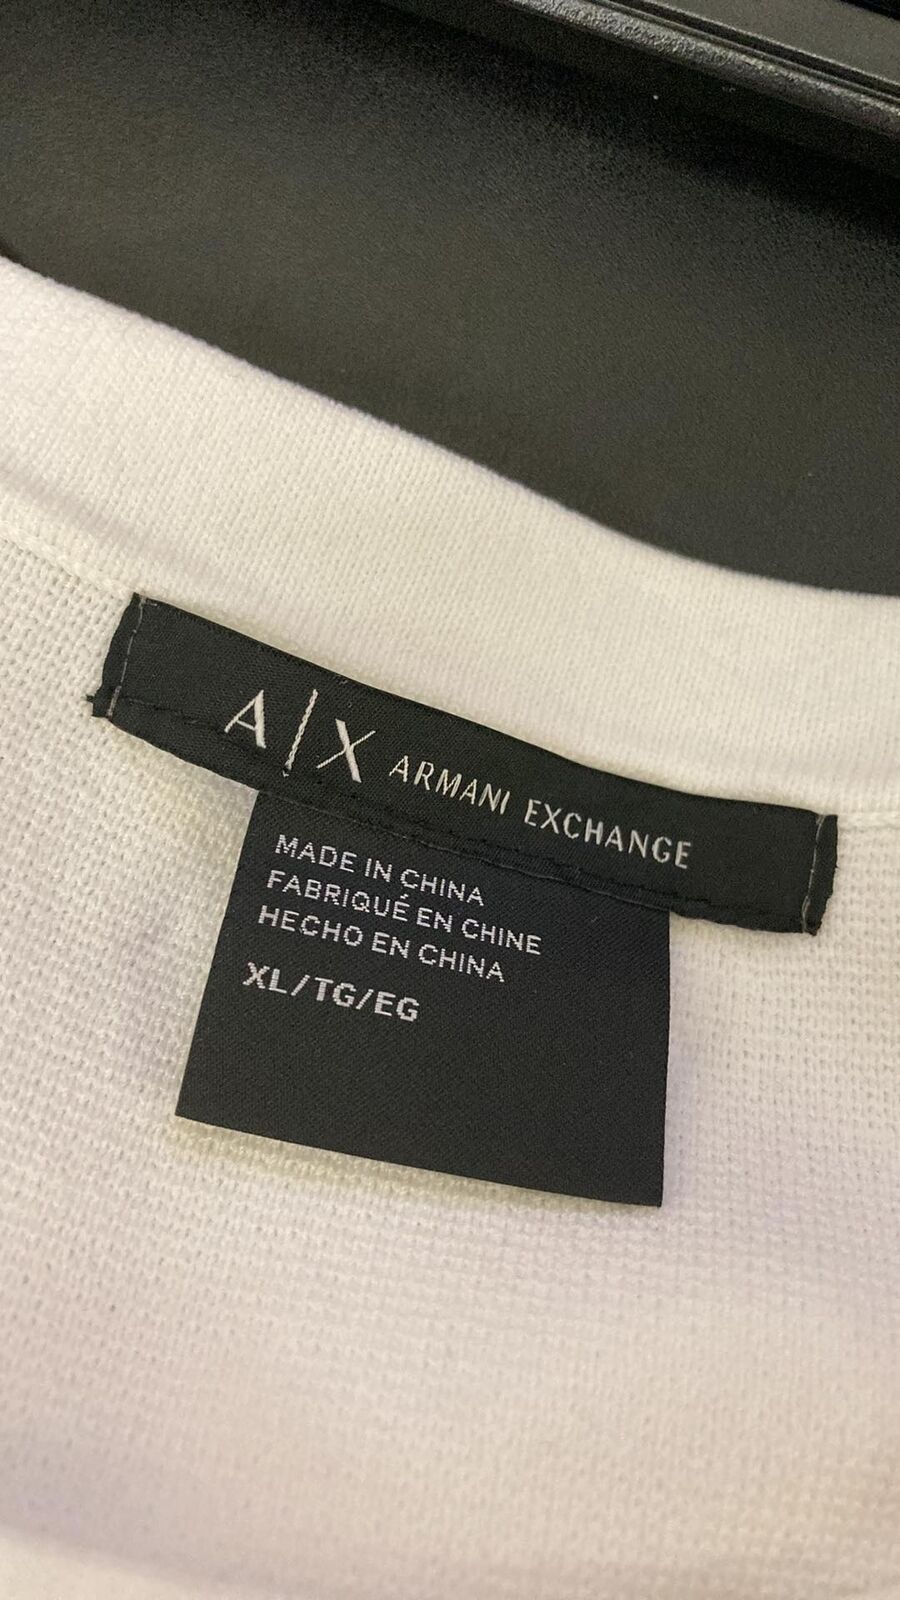 A|X ARMANI EXCHANGE
MADE IN CHINA
FABRIQUÉ EN CHINE
HECHO EN CHINA
XL/TG/EG